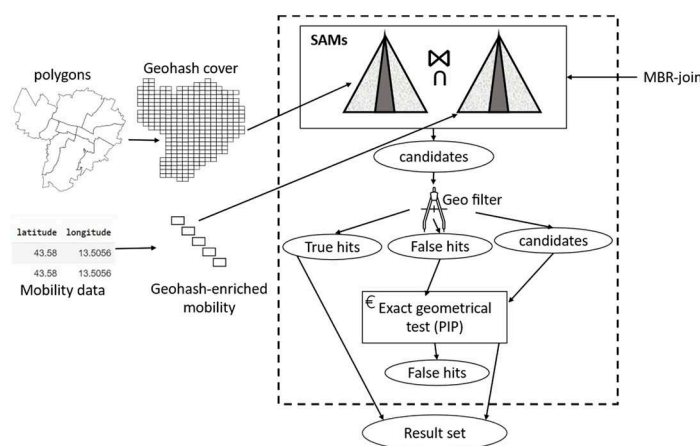 SAMs
MBR-join
polygons
Geohash cover
candidates
Geo filter
True hits
False hits
candidates
latitude longitude
43.58 13.5056
43.58 13.5056
Mobility data
Geohash-enriched
mobility
€ Exact geometrical
test (PIP)
False hits
Result set